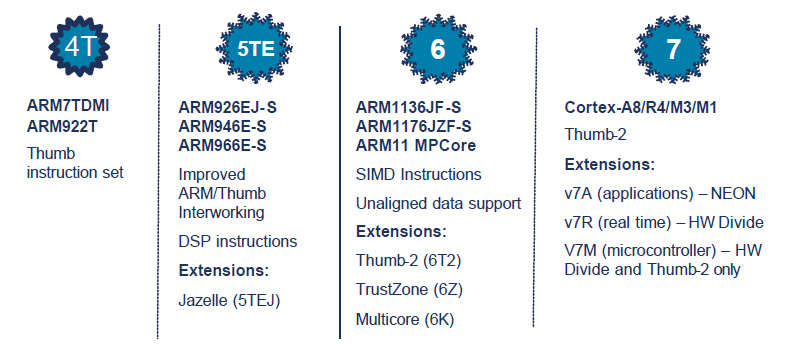 4T
ARM7TDMI
ARM922T
Thumb
instruction set
5TE
ARM926EJ-S
ARM946E-S
ARM966E-S
Improved
ARM/Thumb
Interworking
DSP instructions
Extensions:
Jazelle (5TEJ)
6
ARM1136JF-S
ARM1176JZF-S
ARM11 MPCore
SIMD Instructions
Unaligned data support
Extensions:
Thumb-2 (6T2)
TrustZone (6Z)
Multicore (6K)
7
Cortex-A8/R4/M3/M1
Thumb-2
Extensions:
v7A (applications) – NEON
v7R (real time) – HW Divide
V7M (microcontroller) – HW
Divide and Thumb-2 only